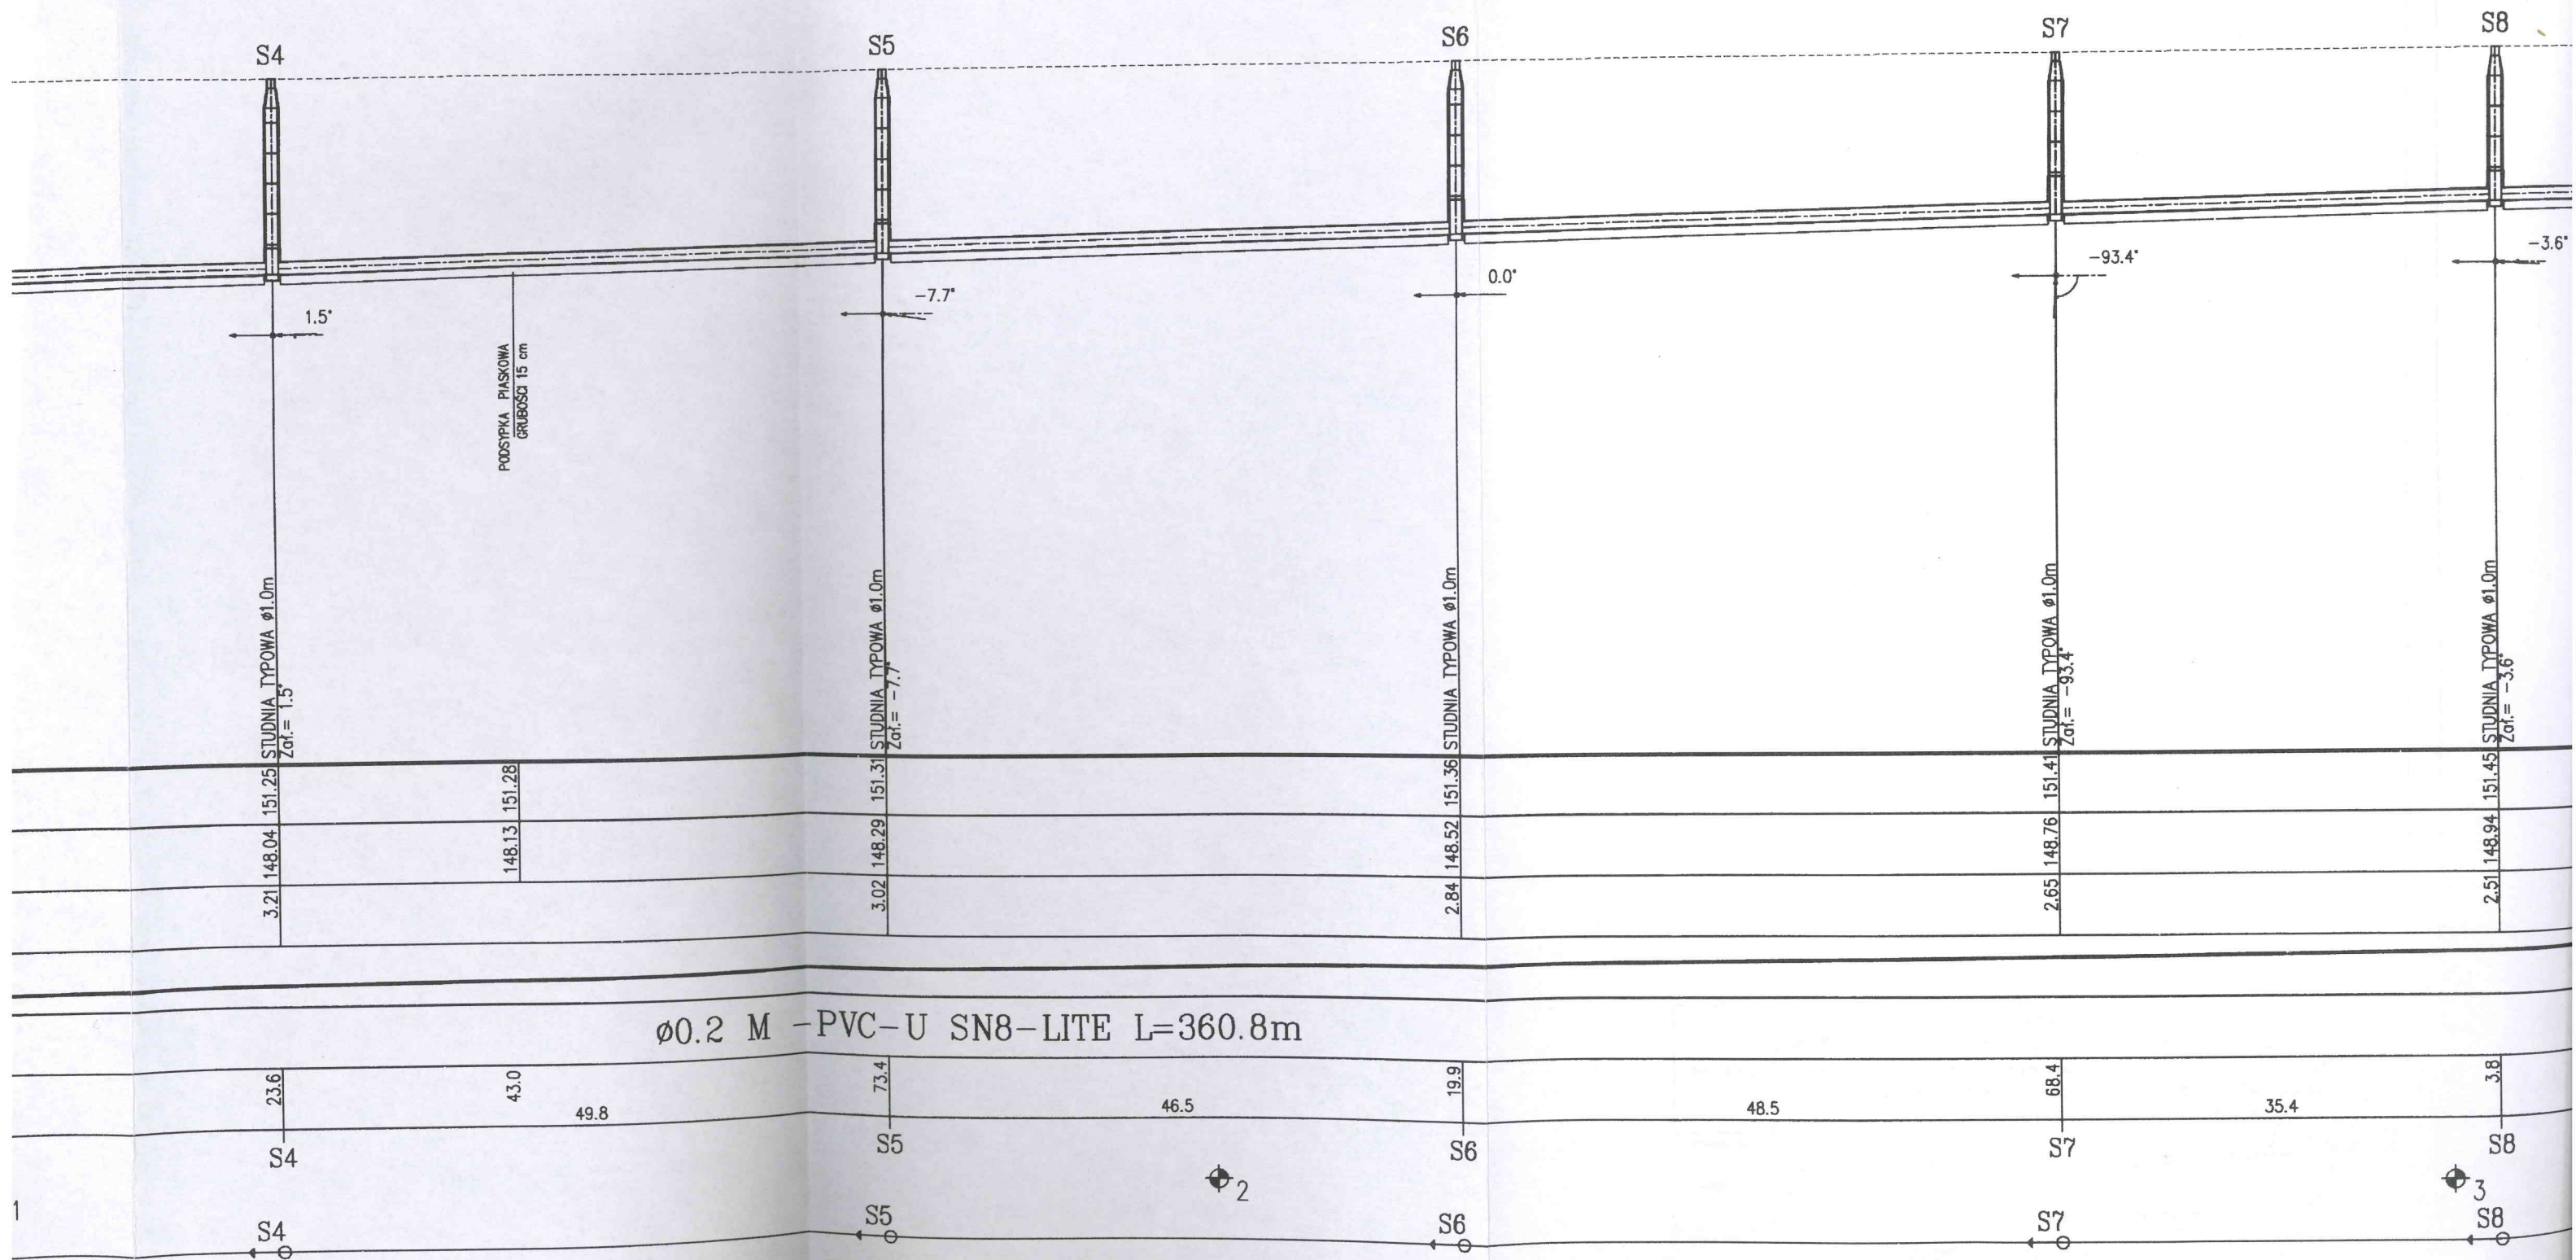 S4
S5
S6
S7
S8
1.5°
-7.7°
0.0°
-93.4°
-3.6°
PODSYPKA PIASKOWA
GRUBOŚCI 15 cm
STUDNIA TYPOWA ø1.0m
Zał.= 1.5°
STUDNIA TYPOWA ø1.0m
Zał.= -7.7°
STUDNIA TYPOWA ø1.0m
STUDNIA TYPOWA ø1.0m
Zał.= -93.4°
STUDNIA TYPOWA ø1.0m
Zał.= -3.6°
151.25
151.28
151.31
151.36
151.41
151.45
148.04
148.13
148.29
148.52
148.76
148.94
3.21
3.02
2.84
2.65
2.51
ø0.2 M -PVC-U SN8-LITE L=360.8m
23.6
43.0
73.4
19.9
68.4
3.8
49.8
46.5
48.5
35.4
S4
S5
S6
S7
S8
1
2
3
S4
S5
S6
S7
S8